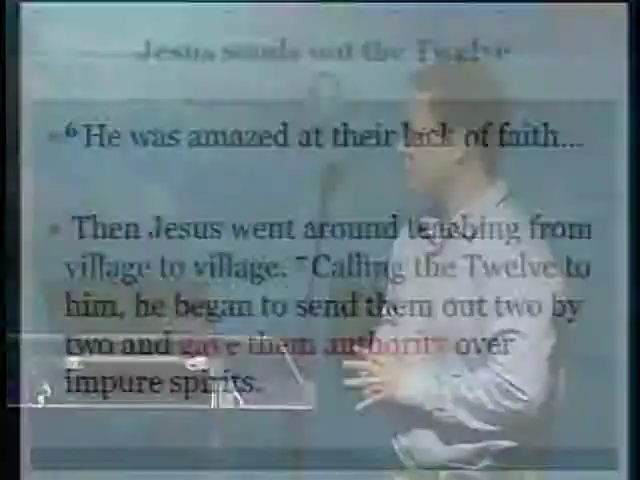 Jesus sends out the Twelve
⁶ He was amazed at their lack of faith...
Then Jesus went around teaching from
village to village. ⁷Calling the Twelve to
him, he began to send them out two by
two and gave them authority over
impure spirits.